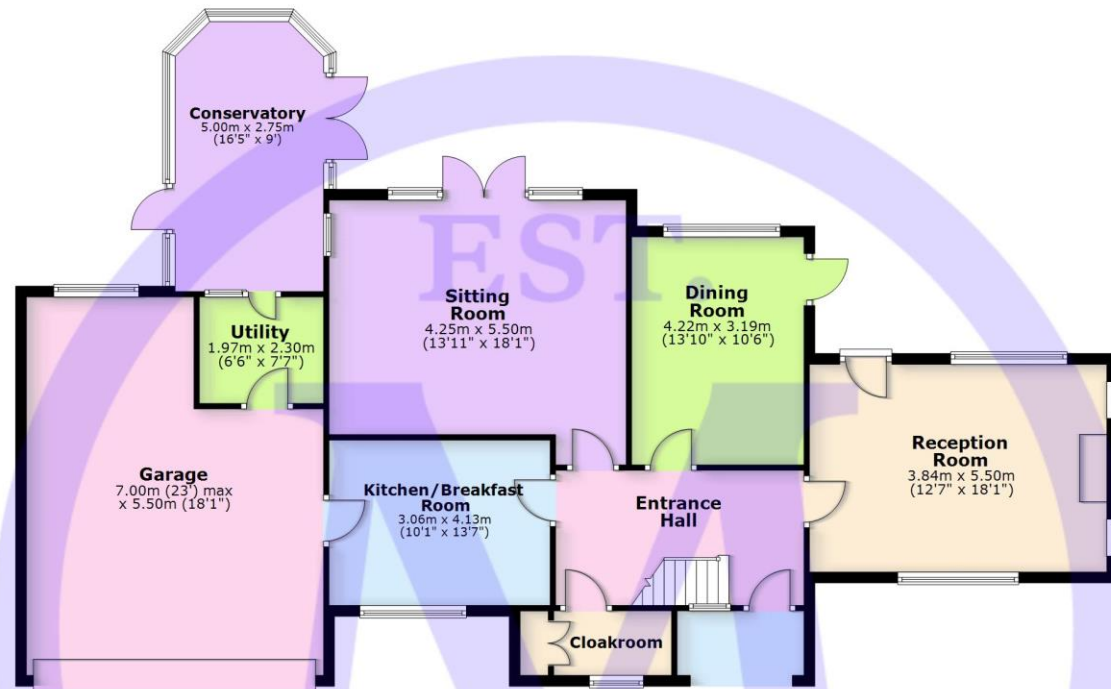 Conservatory
5.00m x 2.75m
(16'5" x 9')
EST.
Sitting
Room
4.25m x 5.50m
(13'11" x 18'1")
Dining
Room
4.22m x 3.19m
(13'10" x 10'6")
Utility
1.97m x 2.30m
(6'6" x 7'7")
Garage
7.00m (23') max
x 5.50m (18'1")
Kitchen/Breakfast
Room
3.06m x 4.13m
(10'1" x 13'7")
Entrance
Hall
Reception
Room
3.84m x 5.50m
(12'7" x 18'1")
Cloakroom